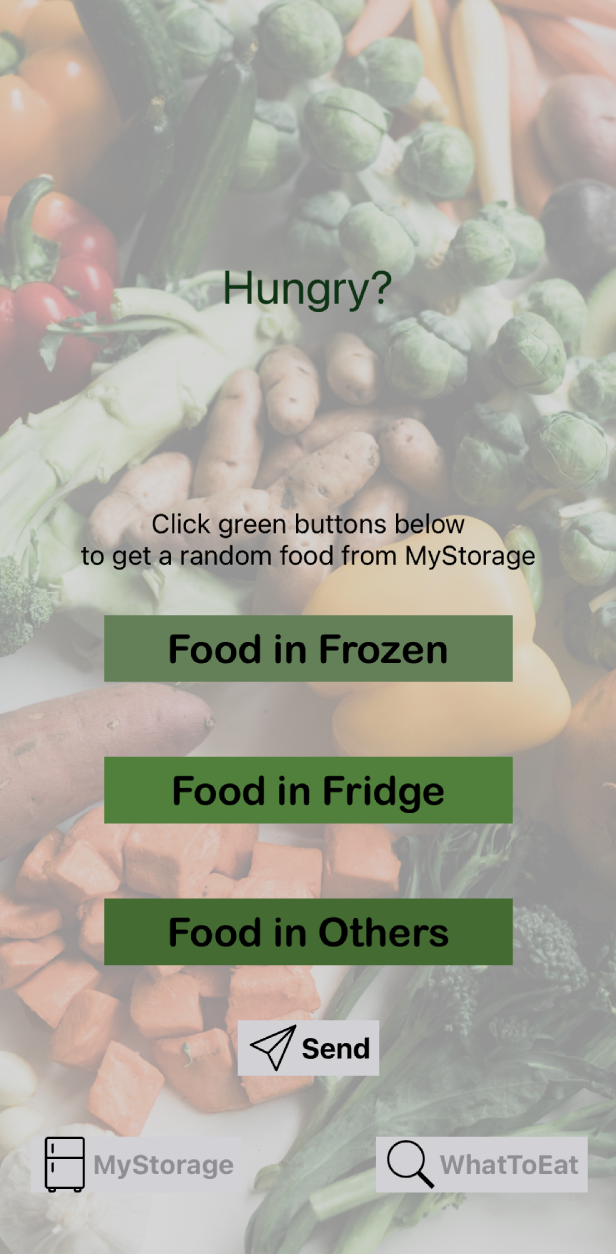 Hungry?
Click green buttons below
to get a random food from MyStorage
Food in Frozen
Food in Fridge
Food in Others
Send
MyStorage
WhatToEat